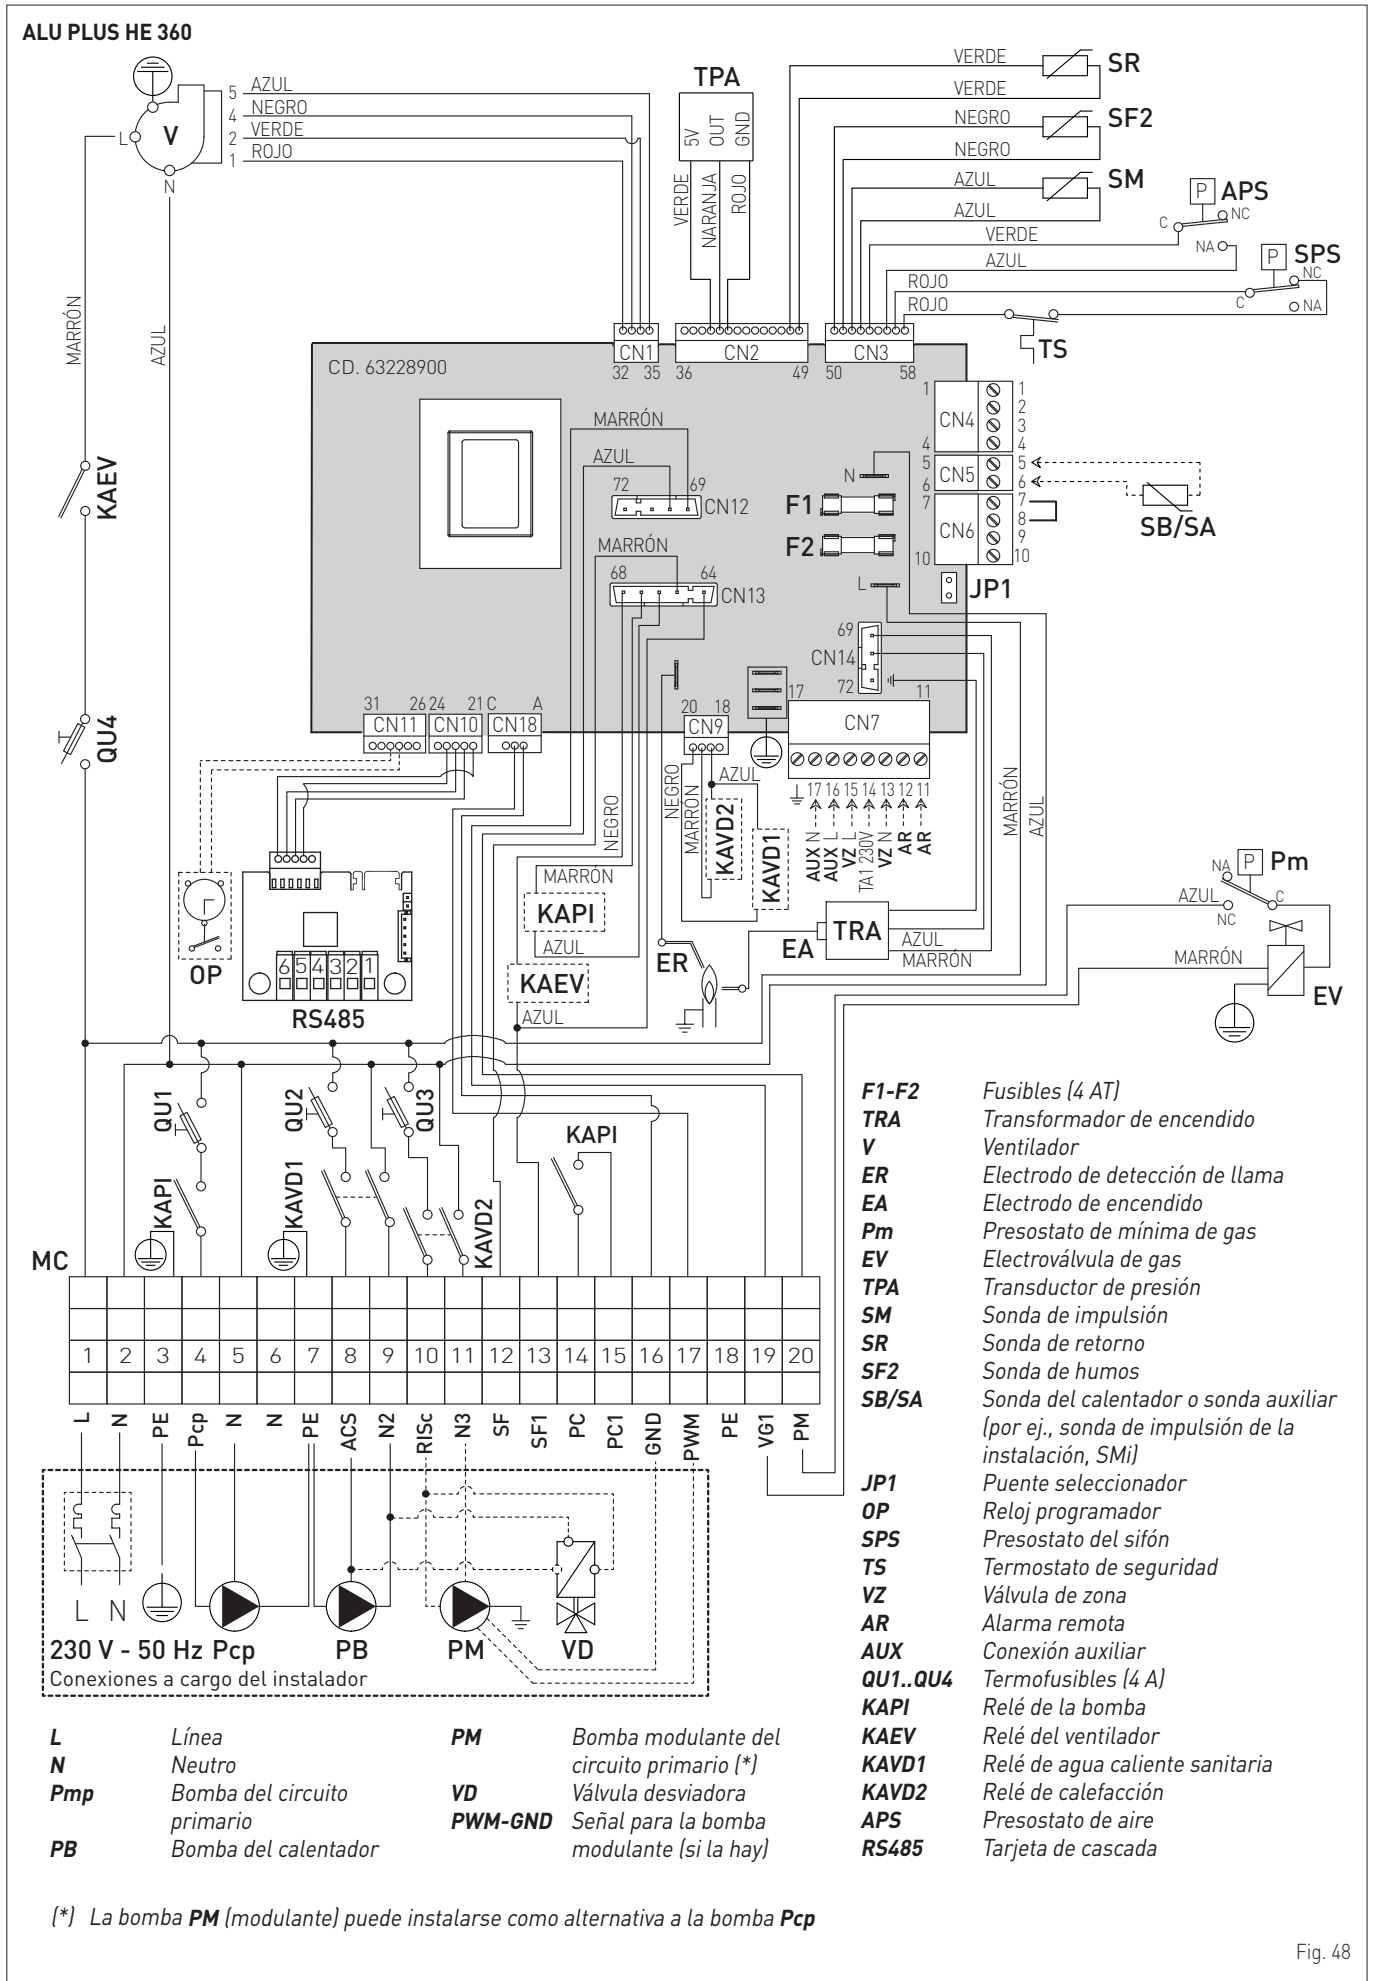 ALU PLUS HE 360
V
L
N
5 AZUL
4 NEGRO
2 VERDE
1 ROJO
TPA
5V
OUT
GND
VERDE
NARANJA
ROJO
VERDE
SR
VERDE
NEGRO
SF2
NEGRO
AZUL
SM
AZUL
P APS
C
NC
NA
VERDE
AZUL
P SPS
NC
C
NA
ROJO
ROJO
TS
MARRÓN
AZUL
CD. 63228900
CN1
32 35
CN2
36 49
CN3
50 58
1 CN4 1
2
3
4 4
5 CN5 5
6 6
7 CN6 7
8
9
10 10
SB/SA
JP1
MARRÓN
AZUL
72 69
CN12
MARRÓN
68 64
CN13
N
F1
F2
L
69
CN14
72
KAEV
QU4
31 26
CN11
24 21
CN10
C A
CN18
20 18
CN9
17 11
CN7
17 16 15 14 13 12 11
AUX N
AUX L
VZ L
TA1 230V
VZ N
AR
AR
NEGRO
MARRÓN
AZUL
KAVD2
KAVD1
MARRÓN
AZUL
NEGRO
MARRÓN
KAPI
AZUL
KAEV
AZUL
ER
EA
TRA
AZUL
MARRÓN
NA P Pm
AZUL
C
NC
MARRÓN
EV
OP
6 5 4 3 2 1
RS485
QU1
KAPI
QU2
KAVD1
QU3
KAVD2
KAPI
MC
1 2 3 4 5 6 7 8 9 10 11 12 13 14 15 16 17 18 19 20
L
N
PE
Pcp
N
N
PE
ACS
N2
RISc
N3
SF
SF1
PC
PC1
GND
PWM
PE
VG1
PM
L N
230 V - 50 Hz Pcp
PB
PM
VD
Conexiones a cargo del instalador
F1-F2 Fusibles (4 AT)
TRA Transformador de encendido
V Ventilador
ER Electrodo de detección de llama
EA Electrodo de encendido
Pm Presostato de mínima de gas
EV Electroválvula de gas
TPA Transductor de presión
SM Sonda de impulsión
SR Sonda de retorno
SF2 Sonda de humos
SB/SA Sonda del calentador o sonda auxiliar
(por ej., sonda de impulsión de la
instalación, SMi)
JP1 Puente seleccionador
OP Reloj programador
SPS Presostato del sifón
TS Termostato de seguridad
VZ Válvula de zona
AR Alarma remota
AUX Conexión auxiliar
QU1..QU4 Termofusibles (4 A)
KAPI Relé de la bomba
KAEV Relé del ventilador
KAVD1 Relé de agua caliente sanitaria
KAVD2 Relé de calefacción
APS Presostato de aire
RS485 Tarjeta de cascada
L Línea
N Neutro
Pmp Bomba del circuito
primario
PB Bomba del calentador
PM Bomba modulante del
circuito primario (*)
VD Válvula desviadora
PWM-GND Señal para la bomba
modulante (si la hay)
(*) La bomba PM (modulante) puede instalarse como alternativa a la bomba Pcp
Fig. 48